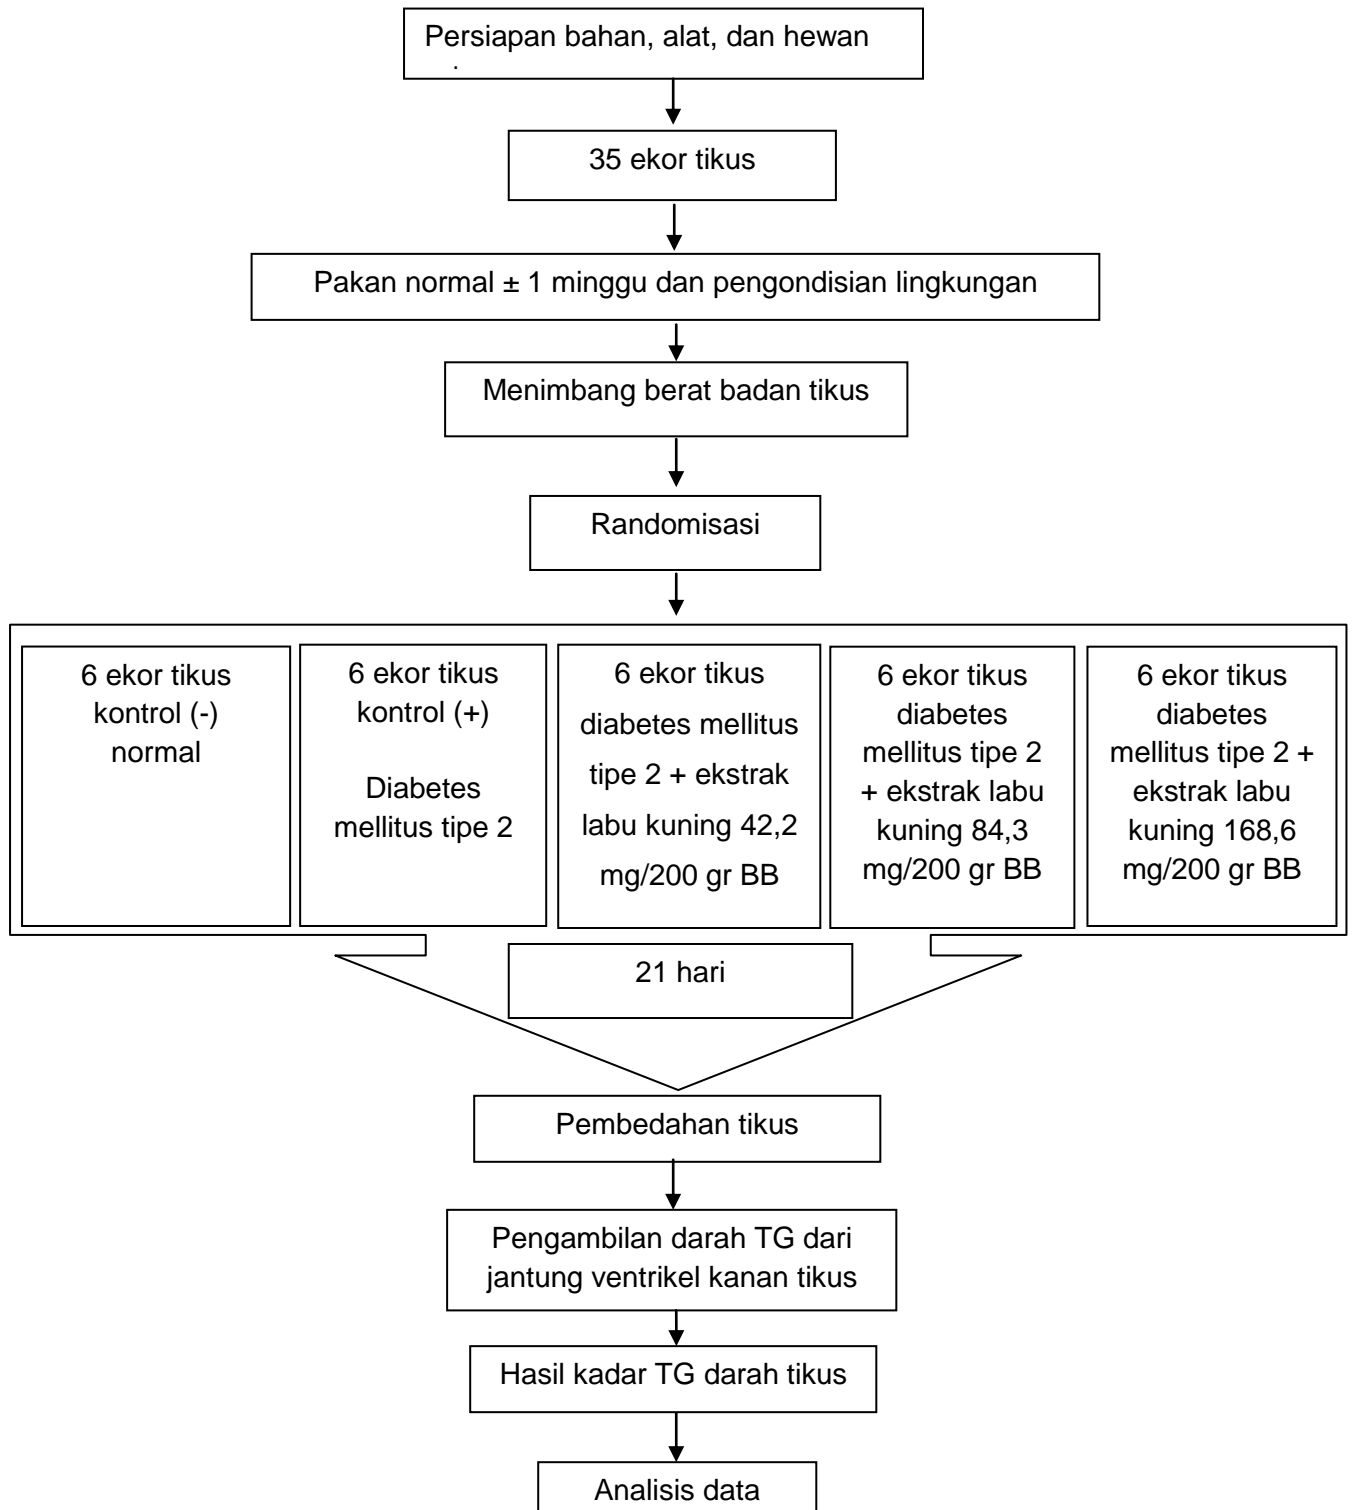 Persiapan bahan, alat, dan hewan
35 ekor tikus
Pakan normal ± 1 minggu dan pengondisian lingkungan
Menimbang berat badan tikus
Randomisasi
6 ekor tikus
kontrol (-)
normal
6 ekor tikus
kontrol (+)
Diabetes
mellitus tipe 2
6 ekor tikus
diabetes mellitus
tipe 2 + ekstrak
labu kuning 42,2
mg/200 gr BB
6 ekor tikus
diabetes
mellitus tipe 2
+ ekstrak labu
kuning 84,3
mg/200 gr BB
6 ekor tikus
diabetes
mellitus tipe 2 +
ekstrak labu
kuning 168,6
mg/200 gr BB
21 hari
Pembedahan tikus
Pengambilan darah TG dari
jantung ventrikel kanan tikus
Hasil kadar TG darah tikus
Analisis data